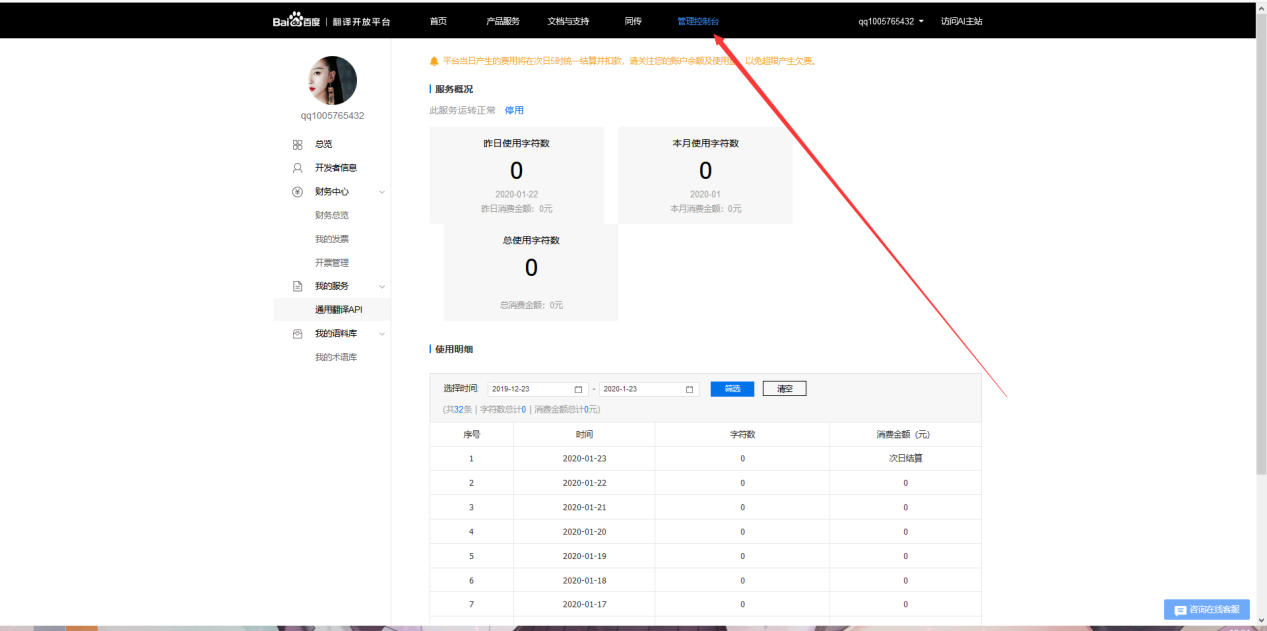 Bai百度 | 翻译开放平台 首页 产品服务 文档与支持 同传 管理控制台 qq1005765432 访问AI主站
qq1005765432
总览
开发者信息
财务中心
财务总览
我的发票
开票管理
我的服务
通用翻译API
我的语料库
我的术语库
平台当日产生的费用将在次日5时统一结算并扣款，请关注您的账户余额及使用 以免超限产生欠费。
服务概况
此服务运转正常 停用
昨日使用字符数
0
2020-01-22
昨日消费金额：0元
本月使用字符数
0
2020-01
本月消费金额：0元
总使用字符数
0
总消费金额：0元
使用明细
选择时间: 2019-12-23 - 2020-1-23 筛选 清空
(共32条 | 字符数总计0 | 消费金额总计0元)
序号 时间 字符数 消费金额（元）
1 2020-01-23 0 次日结算
2 2020-01-22 0 0
3 2020-01-21 0 0
4 2020-01-20 0 0
5 2020-01-19 0 0
6 2020-01-18 0 0
7 2020-01-17 0 0
咨询在线客服